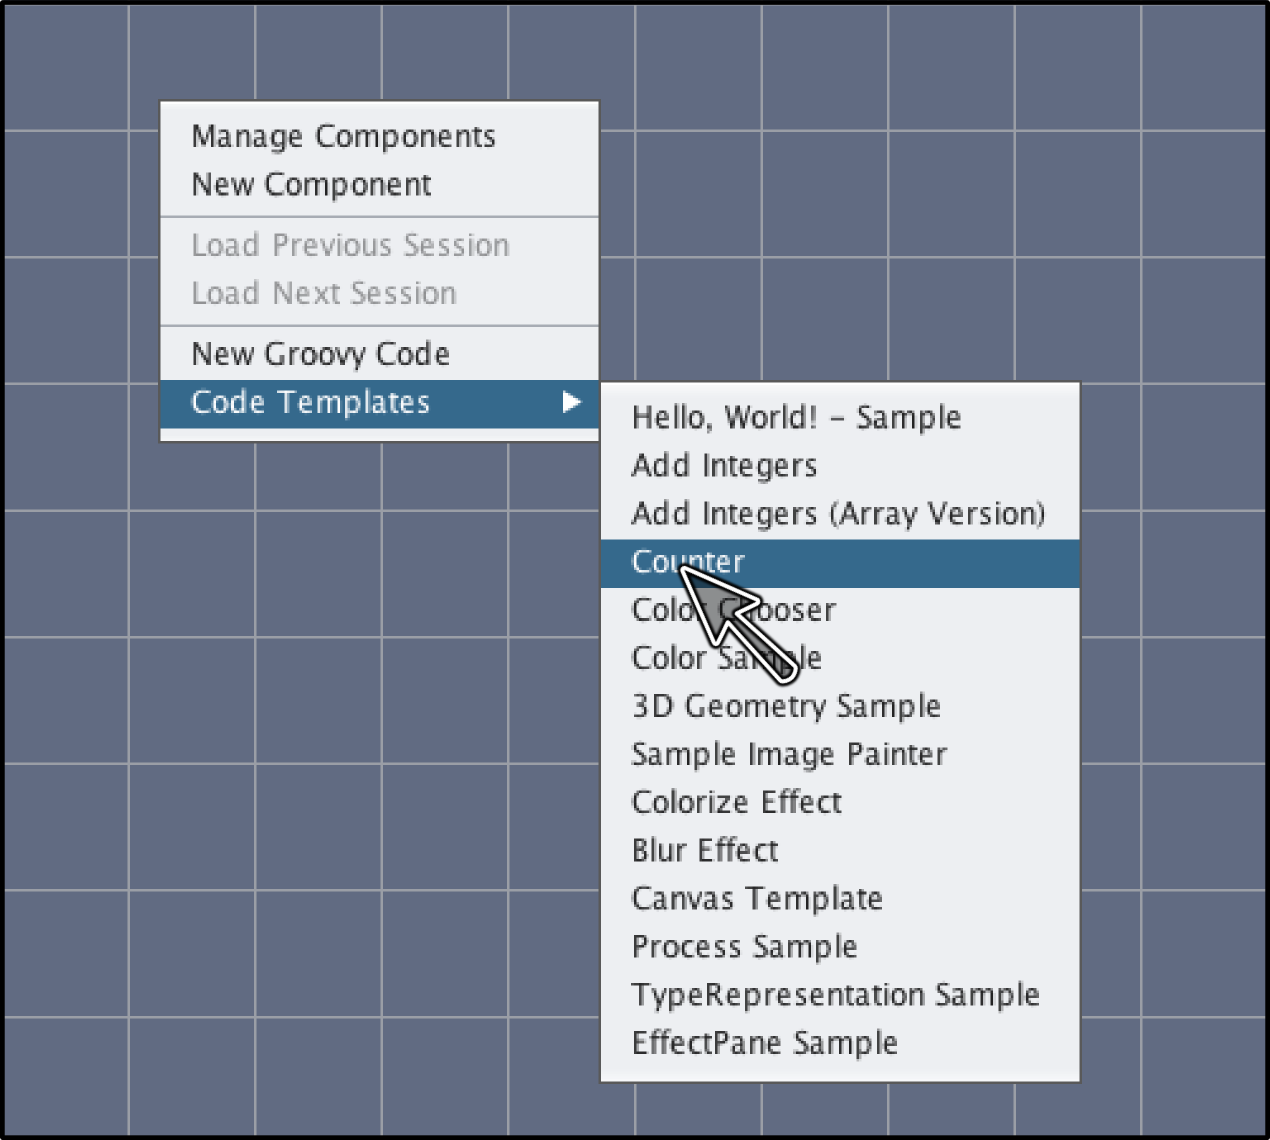 Manage Components
New Component
Load Previous Session
Load Next Session
New Groovy Code
Code Templates
Hello, World! – Sample
Add Integers
Add Integers (Array Version)
Counter
Color Chooser
Color Sample
3D Geometry Sample
Sample Image Painter
Colorize Effect
Blur Effect
Canvas Template
Process Sample
TypeRepresentation Sample
EffectPane Sample